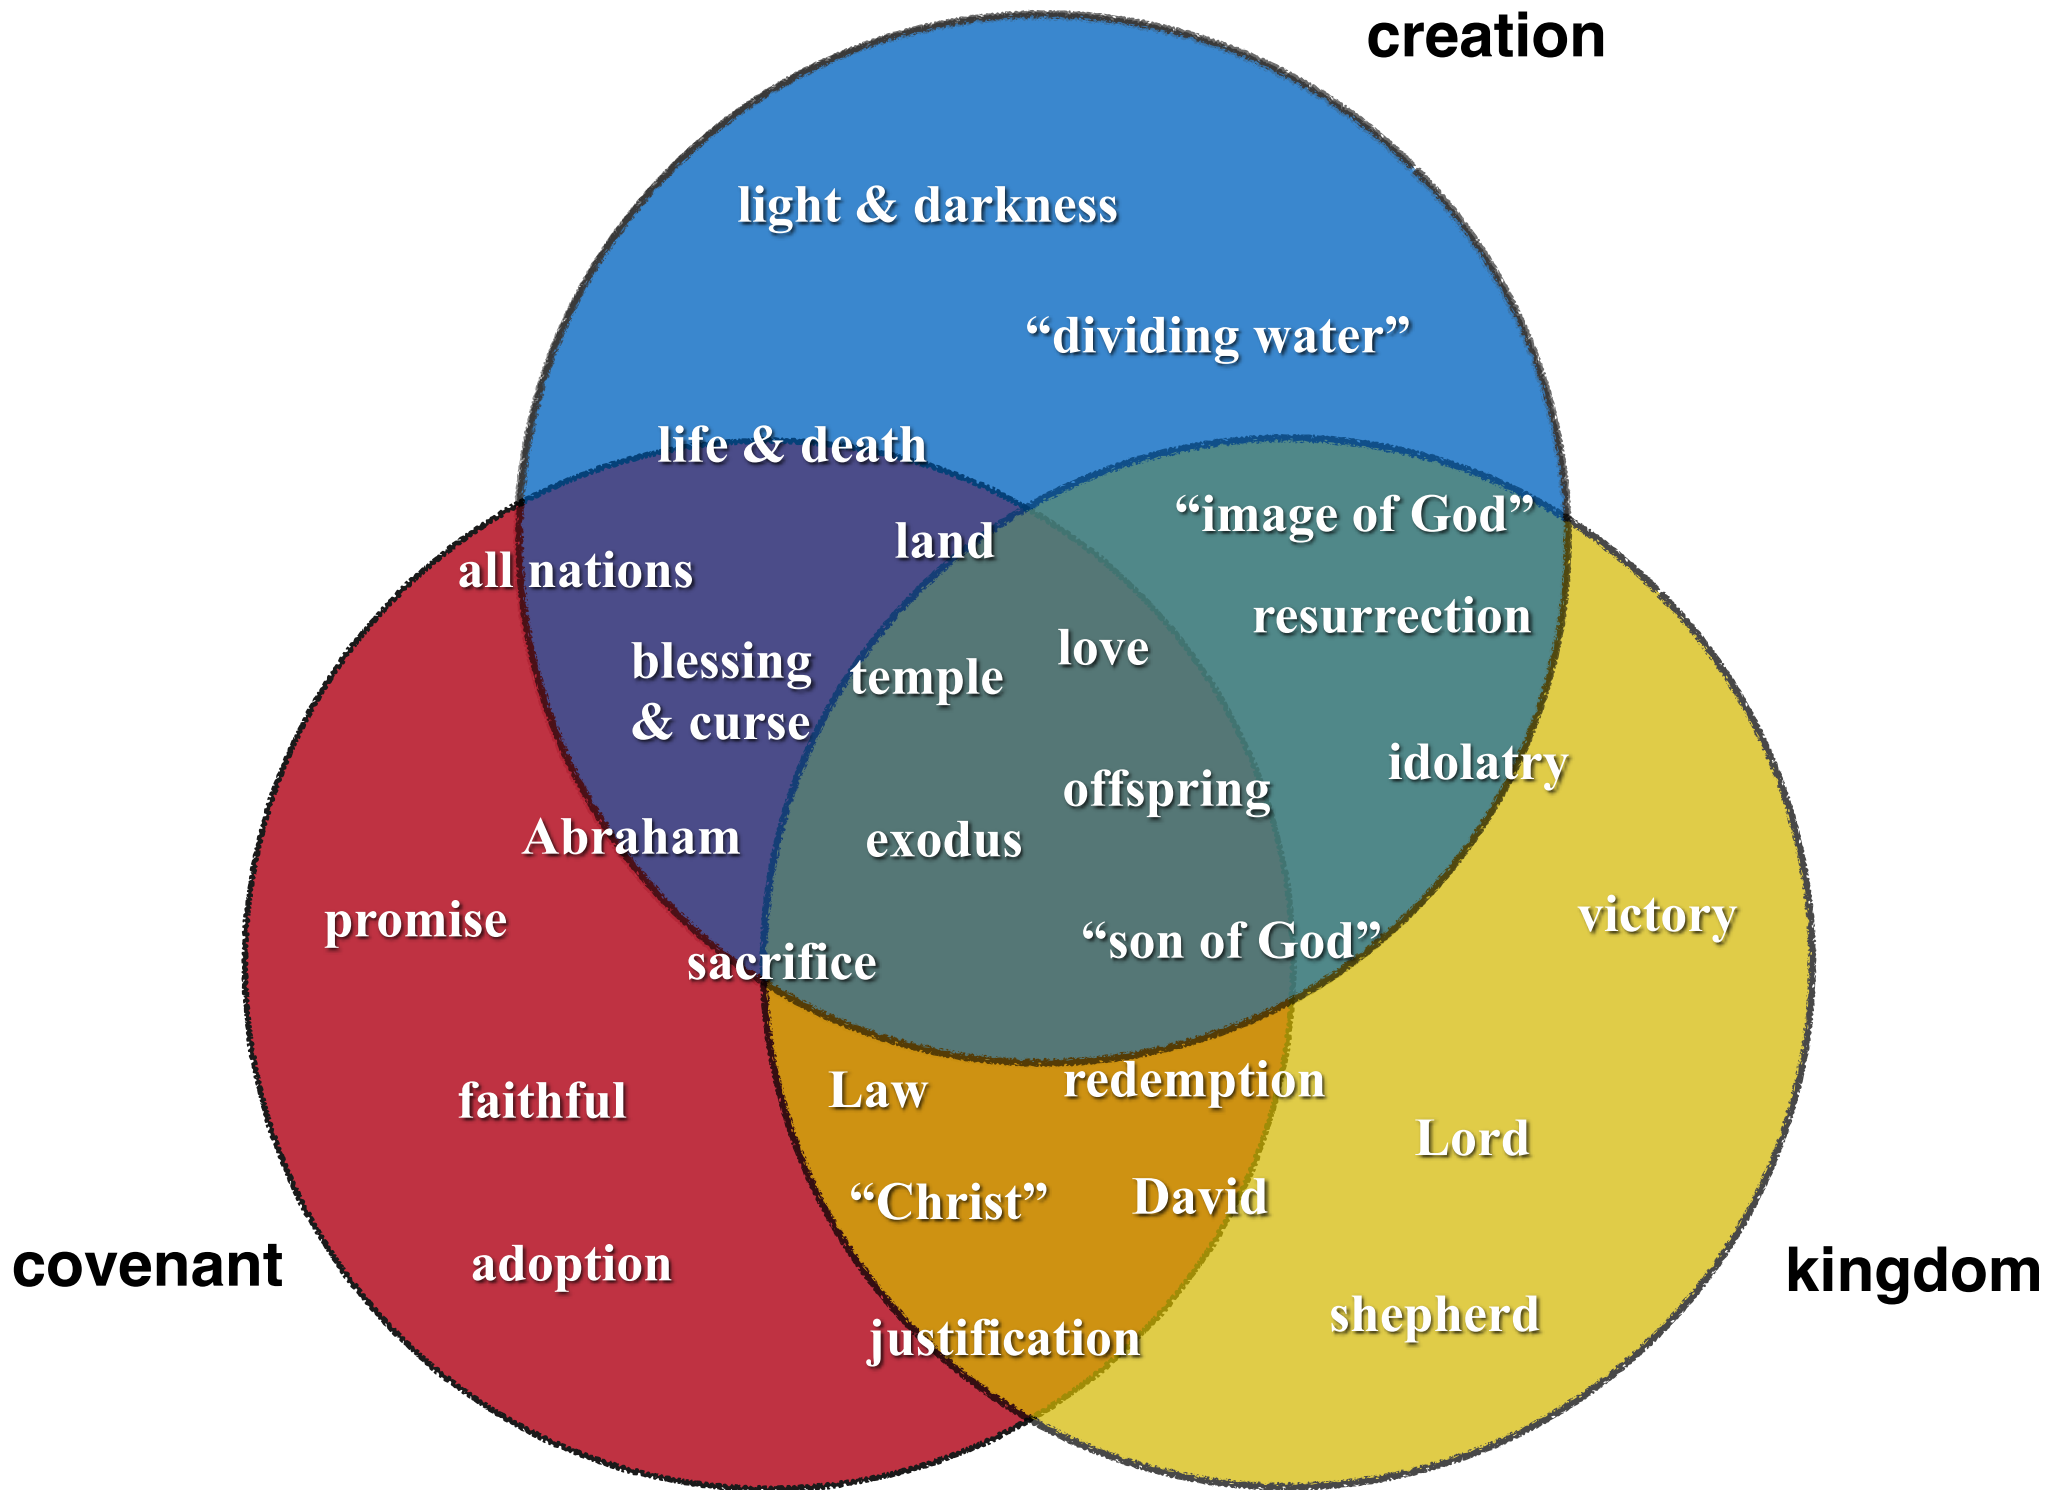 creation
light & darkness
“dividing water”
life & death
“image of God”
land
all nations
resurrection
love
blessing
& curse
temple
idolatry
offspring
Abraham
exodus
promise
victory
“son of God”
sacrifice
redemption
Law
faithful
Lord
David
“Christ”
covenant
adoption
kingdom
shepherd
justification